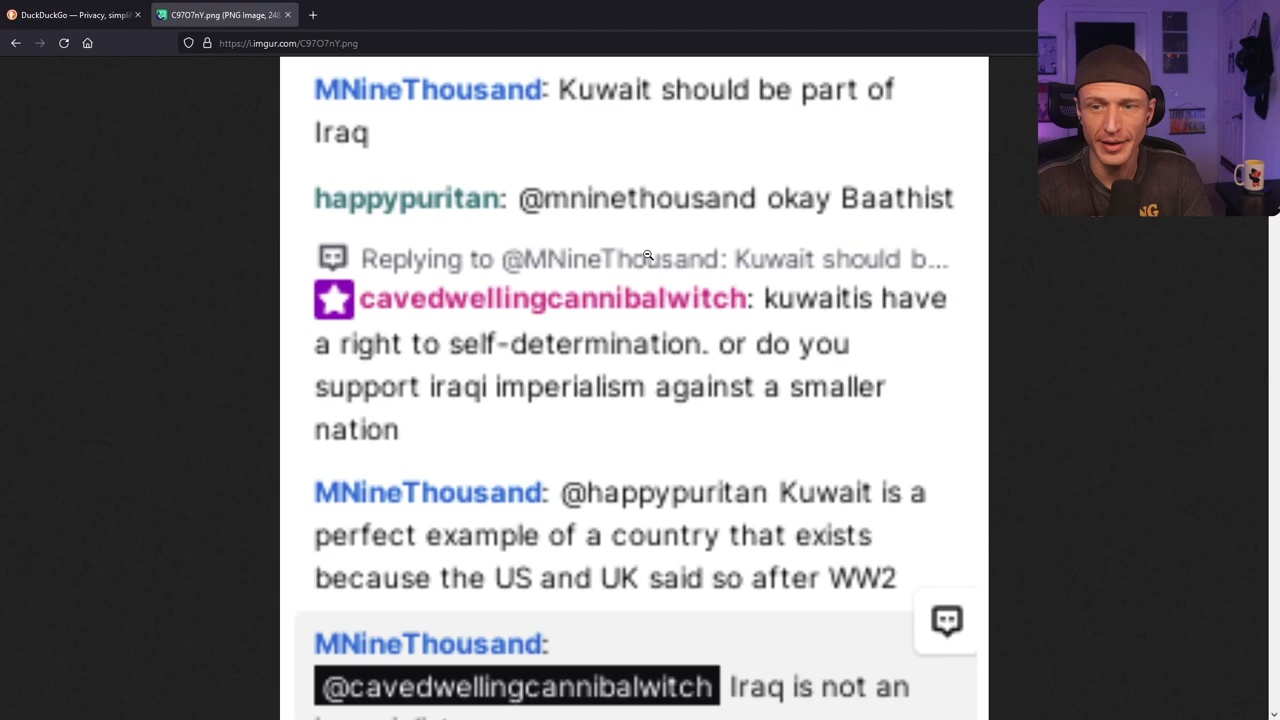 DuckDuckGo — Privacy, simpli
C97O7nY.png (PNG Image, 248
https://i.imgur.com/C97O7nY.png
MNineThousand: Kuwait should be part of
Iraq
happypuritan: @mninethousand okay Baathist
Replying to @MNineThousand: Kuwait should b...
cavedwellingcannibalwitch: kuwaitis have
a right to self-determination. or do you
support iraqi imperialism against a smaller
nation
MNineThousand: @happypuritan Kuwait is a
perfect example of a country that exists
because the US and UK said so after WW2
MNineThousand:
@cavedwellingcannibalwitch Iraq is not an